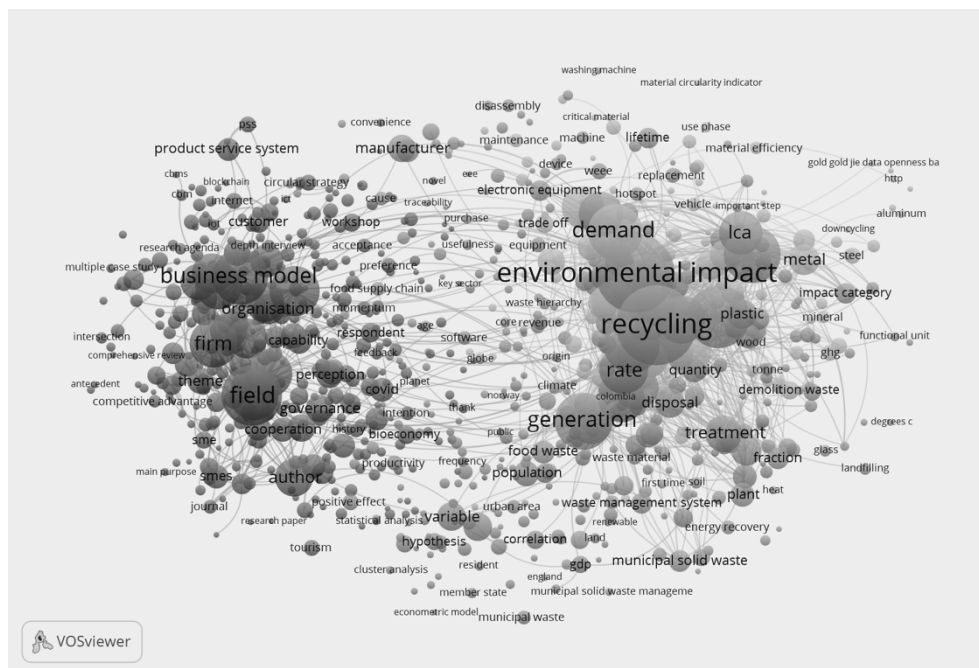 washing machine
material circularity indicator
disassembly
critical material
pss
convenience
use phase
maintenance
machine
lifetime
product service system
manufacturer
material efficiency
device
weee
gold gold jie data openness ba
cbms
blockchain
circular strategy
novel
eee
replacement
http
cbm
internet
ict
cause
electronic equipment
hotspot
traceability
vehicle
important step
aluminum
iot
customer
workshop
purchase
trade off
demand
lca
downcycling
research agenda
depth interview
acceptance
usefulness
equipment
metal
steel
multiple case study
business model
preference
environmental impact
key sector
food supply chain
impact category
organisation
momentum
waste hierarchy
plastic
mineral
core
revenue
recycling
age
intersection
firm
capability
respondent
software
functional unit
wood
comprehensive review
feedback
globe
origin
ghg
theme
perception
planet
rate
quantity
tonne
antecedent
covid
climate
demolition waste
competitive advantage
field
norway
colombia
disposal
governance
intention
thank
generation
degrees c
cooperation
history
bioeconomy
public
treatment
sme
food waste
glass
main purpose
smes
author
productivity
frequency
waste material
fraction
landfilling
population
first time
soil
journal
positive effect
urban area
waste management system
plant
heat
research paper
statistical analysis
variable
renewable
energy recovery
tourism
hypothesis
correlation
land
cluster analysis
resident
gdp
municipal solid waste
england
member state
municipal solid waste manageme
econometric model
municipal waste
VOSviewer